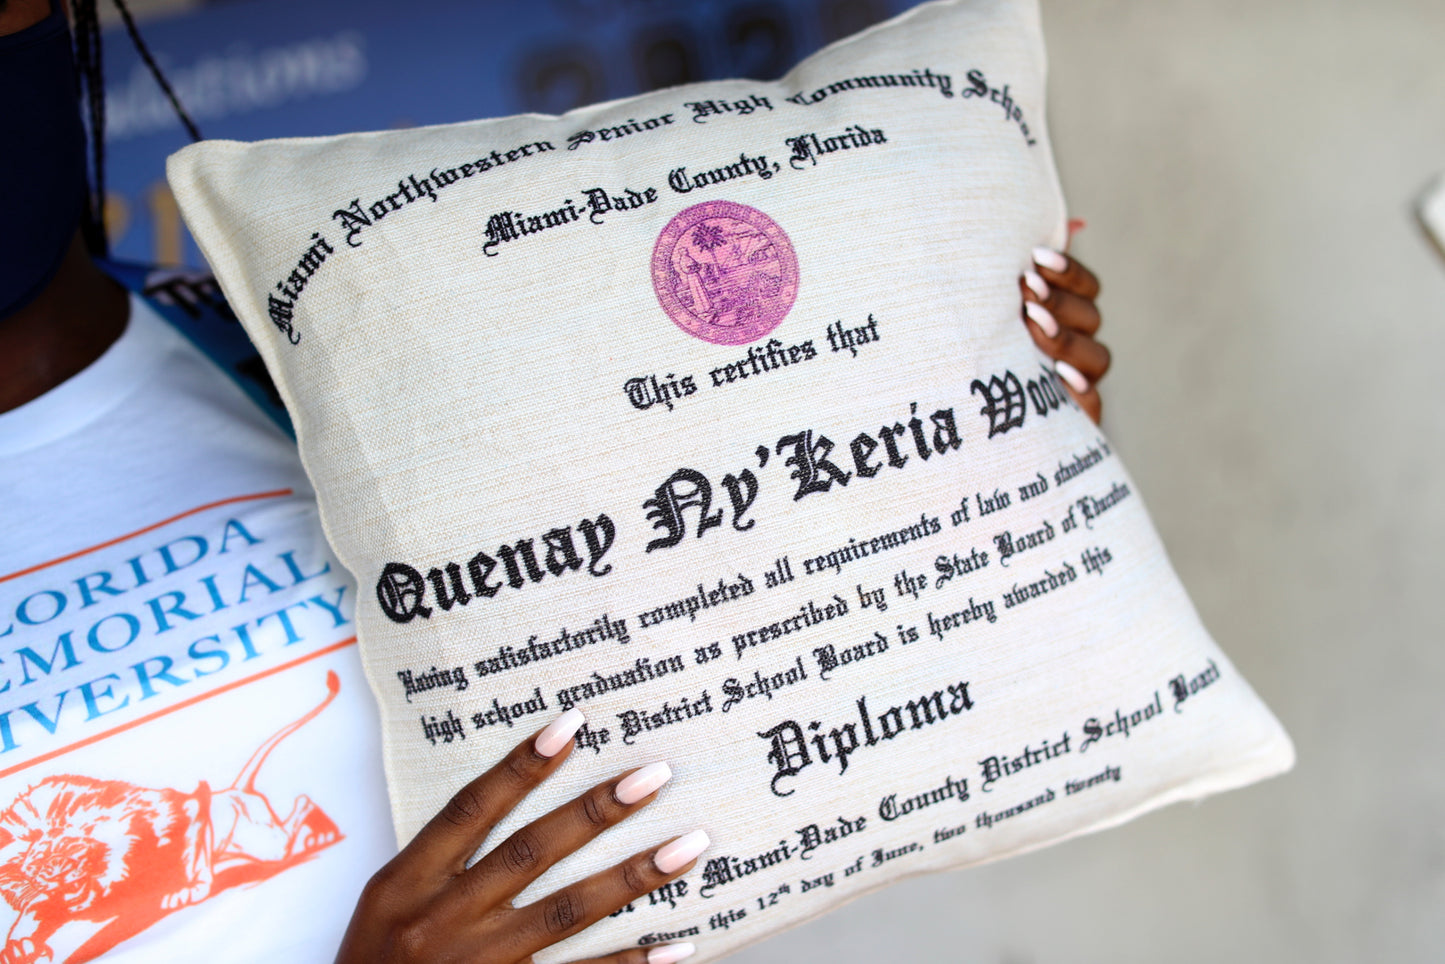 Miami Northwestern Senior High Community School
Miami-Dade County, Florida
This certifies that
Quenay Ny'Keria
Having satisfactorily completed all requirements of law and standards in
high school graduation as prescribed by the State Board of Education
the District School Board is hereby awarded this
Diploma
the Miami-Dade County District School Board
Given this 12th day of June, two thousand twenty
LORIDA
EMORIAL
IVERSITY